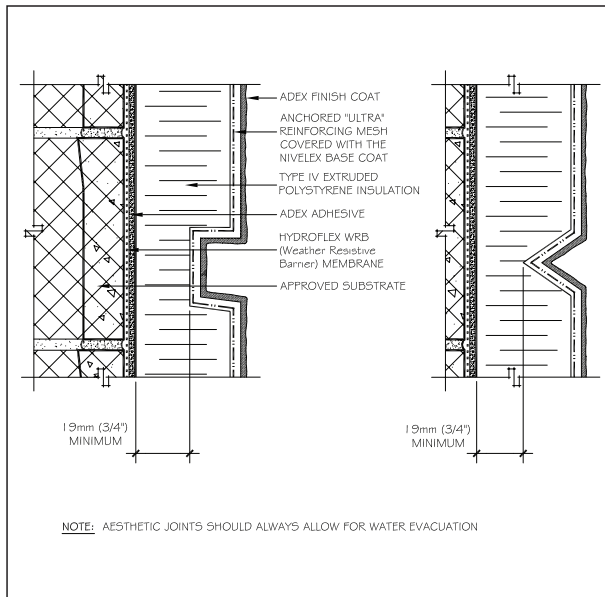 ADEX FINISH COAT
ANCHORED "ULTRA"
REINFORCING MESH
COVERED WITH THE
NIVELEX BASE COAT
TYPE IV EXTRUDED
POLYSTYRENE INSULATION
ADEX ADHESIVE
HYDROFLEX WRB
(Weather Resistive
Barrier) MEMBRANE
APPROVED SUBSTRATE
19mm (3/4")
MINIMUM
19mm (3/4")
MINIMUM
NOTE: AESTHETIC JOINTS SHOULD ALWAYS ALLOW FOR WATER EVACUATION